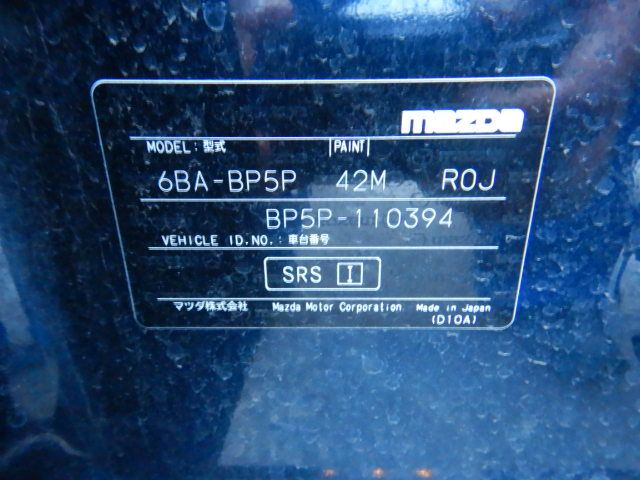 mazda
MODEL: 型式 |PAINT|
6BA-BP5P 42M ROJ
BP5P-110394
VEHICLE ID.NO.: 車台番号
SRS I
マツダ株式会社 Mazda Motor Corporation Made in Japan
(D10A)